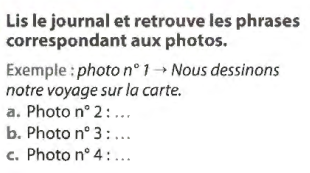 Lis le journal et retrouve les phrases
correspondant aux photos.
Exemple : photo n° 1 → Nous dessinons
notre voyage sur la carte.
a. Photo n° 2 : ...
b. Photo n° 3 : ...
c. Photo n° 4 : ...